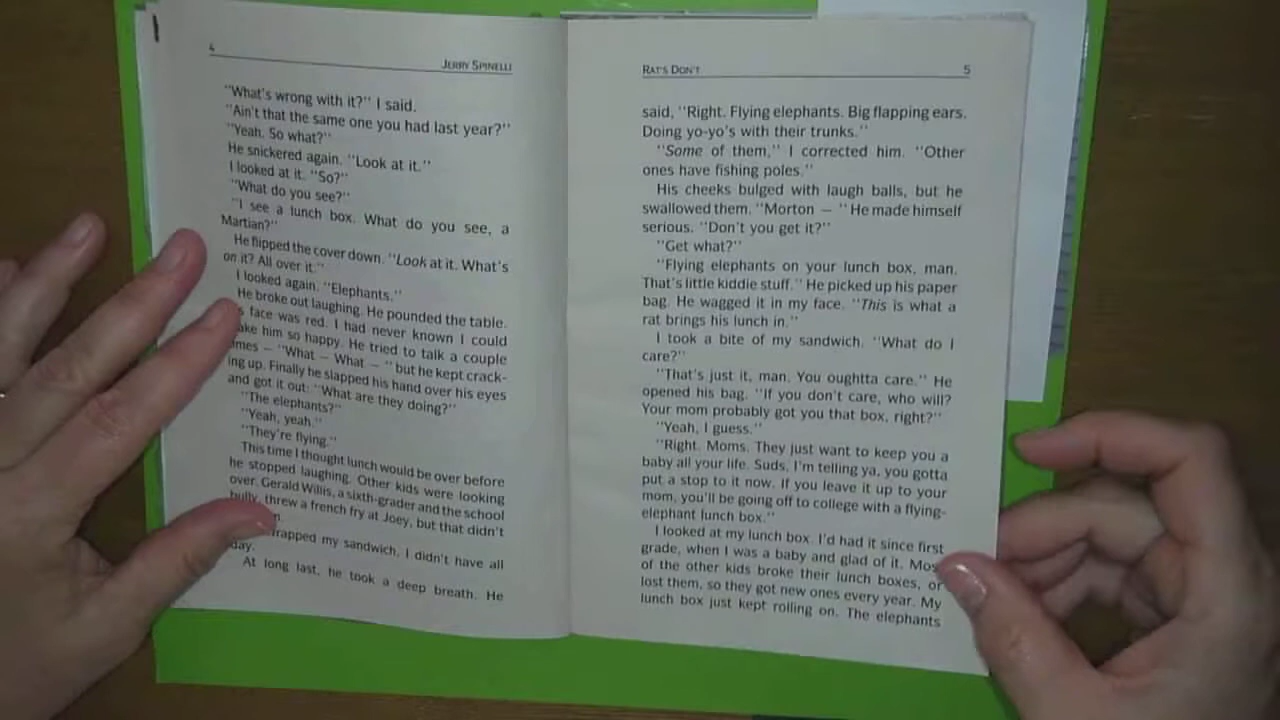 4
JERRY SPINELLI
"What's wrong with it?" I said.
"Ain't that the same one you had last year?"
"Yeah. So what?"
He snickered again. "Look at it."
I looked at it. "So?"
"What do you see?"
"I see a lunch box. What do you see, a
Martian?"
He flipped the cover down. "Look at it. What's
on it? All over it."
I looked again. "Elephants."
He broke out laughing. He pounded the table.
face was red. I had never known I could
him so happy. He tried to talk a couple
— "What — What — " but he kept crack-
ing up. Finally he slapped his hand over his eyes
and got it out: "What are they doing?"
"The elephants?"
"Yeah, yeah."
"They're flying."
This time I thought lunch would be over before
he stopped laughing. Other kids were looking
over. Gerald Willis, a sixth-grader and the school
bully, threw a french fry at Joey, but that didn't
my sandwich, I didn't have all
day.
At long last, he took a deep breath. He
RAT'S DON'T
5
said, "Right. Flying elephants. Big flapping ears.
Doing yo-yo's with their trunks."
"Some of them," I corrected him. "Other
ones have fishing poles."
His cheeks bulged with laugh balls, but he
swallowed them. "Morton — " He made himself
serious. "Don't you get it?"
"Get what?"
"Flying elephants on your lunch box, man.
That's little kiddie stuff." He picked up his paper
bag. He wagged it in my face. "This is what a
rat brings his lunch in."
I took a bite of my sandwich. "What do I
care?"
"That's just it, man. You oughtta care." He
opened his bag. "If you don't care, who will?
Your mom probably got you that box, right?"
"Yeah, I guess."
"Right. Moms. They just want to keep you a
baby all your life. Suds, I'm telling ya, you gotta
put a stop to it now. If you leave it up to your
mom, you'll be going off to college with a flying-
elephant lunch box."
I looked at my lunch box. I'd had it since first
grade, when I was a baby and glad of it. Most
of the other kids broke their lunch boxes, or
lost them, so they got new ones every year. My
lunch box just kept rolling on. The elephants